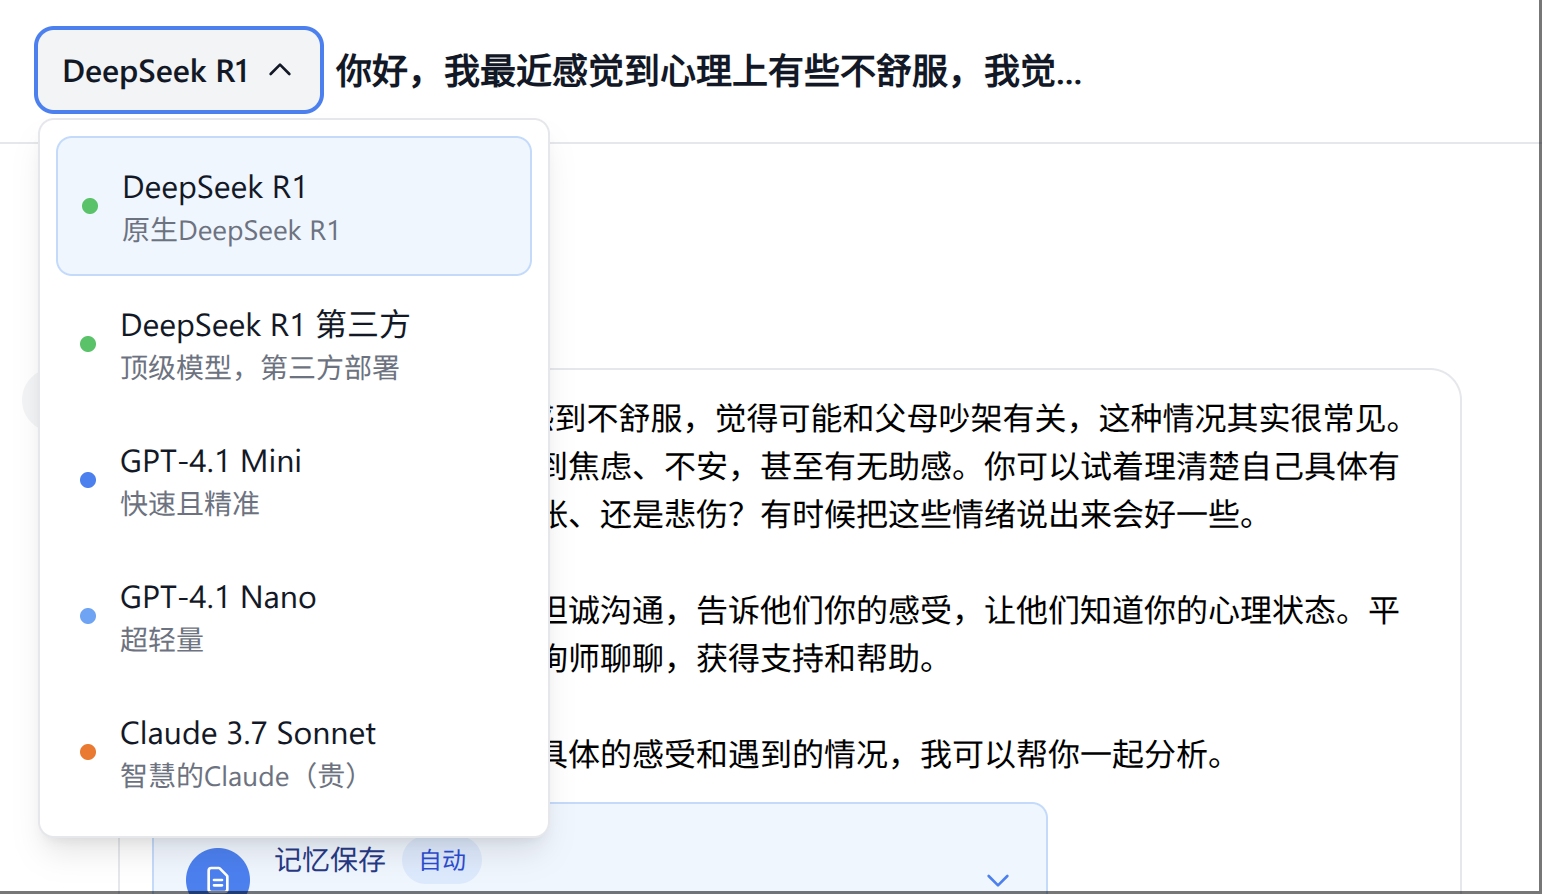 DeepSeek R1
你好，我最近感觉到心理上有些不舒服，我觉...
DeepSeek R1
原生DeepSeek R1
DeepSeek R1 第三方
顶级模型，第三方部署
GPT-4.1 Mini
快速且精准
GPT-4.1 Nano
超轻量
Claude 3.7 Sonnet
智慧的Claude（贵）
到不舒服，觉得可能和父母吵架有关，这种情况其实很常见。
到焦虑、不安，甚至有无助感。你可以试着理清楚自己具体有
张、还是悲伤？有时候把这些情绪说出来会好一些。
坦诚沟通，告诉他们你的感受，让他们知道你的心理状态。平
询师聊聊，获得支持和帮助。
具体的感受和遇到的情况，我可以帮你一起分析。
记忆保存 自动